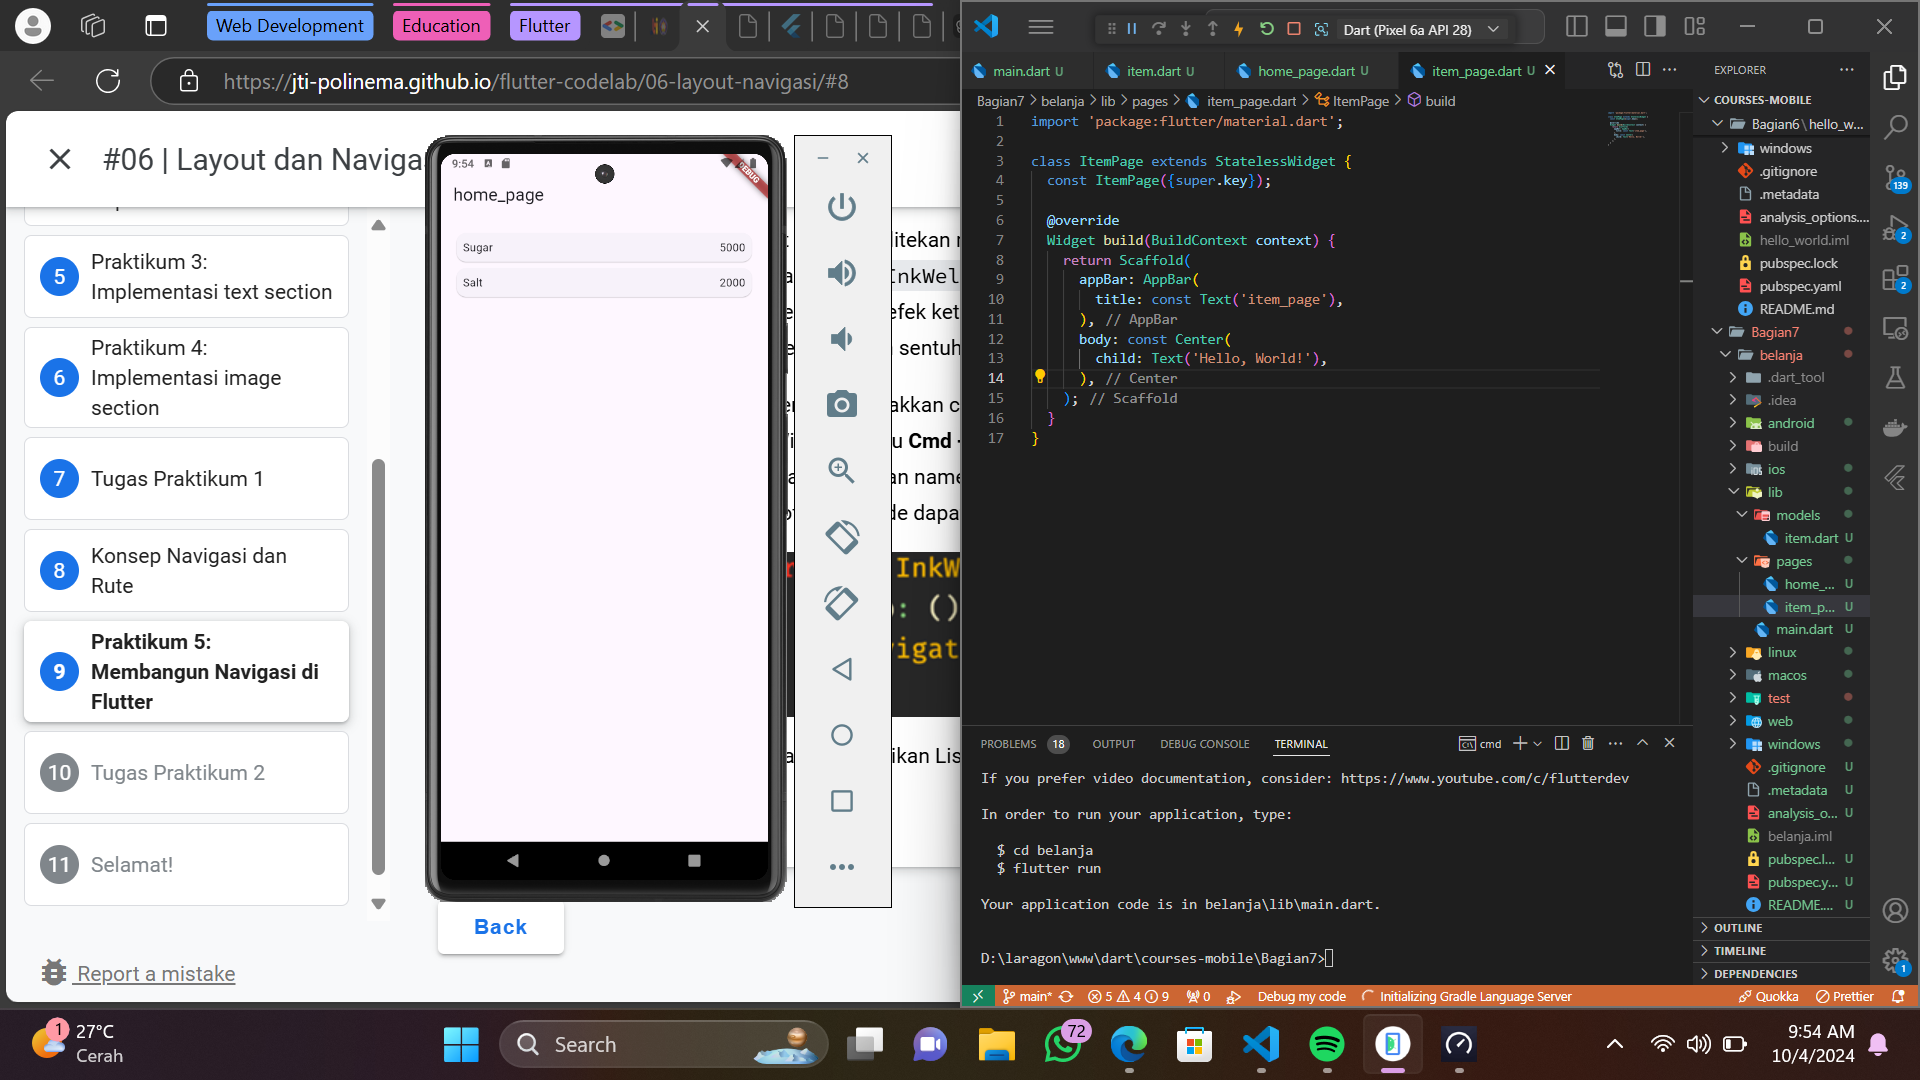 Web Development
Education
Flutter
https://jti-polinema.github.io/flutter-codelab/06-layout-navigasi/#8
#06 | Layout dan Naviga
5
Praktikum 3:
Implementasi text section
6
Praktikum 4:
Implementasi image
section
7
Tugas Praktikum 1
8
Konsep Navigasi dan
Rute
9
Praktikum 5:
Membangun Navigasi di
Flutter
10
Tugas Praktikum 2
11
Selamat!
Report a mistake
Back
9:54
DEBUG
home_page
Sugar 5000
Salt 2000
litekan
InkWel
efek ket
sentuh
akkan c
u Cmd
an name
de dapa
InkW
: ()
vigat
ikan Lis
Dart (Pixel 6a API 28)
main.dart U
item.dart U
home_page.dart U
item_page.dart U
Bagian7 > belanja > lib > pages > item_page.dart > ItemPage > build
1 import 'package:flutter/material.dart';
2
3 class ItemPage extends StatelessWidget {
4 const ItemPage({super.key});
5
6 @override
7 Widget build(BuildContext context) {
8 return Scaffold(
9 appBar: AppBar(
10 title: const Text('item_page'),
11 ), // AppBar
12 body: const Center(
13 child: Text('Hello, World!'),
14 ), // Center
15 ); // Scaffold
16 }
17 }
PROBLEMS 18
OUTPUT
DEBUG CONSOLE
TERMINAL
cmd
If you prefer video documentation, consider: https://www.youtube.com/c/flutterdev
In order to run your application, type:
$ cd belanja
$ flutter run
Your application code is in belanja\lib\main.dart.
D:\laragon\www\dart\courses-mobile\Bagian7>
EXPLORER
COURSES-MOBILE
Bagian6\hello_w...
windows
.gitignore
.metadata
analysis_options....
hello_world.iml
pubspec.lock
pubspec.yaml
README.md
Bagian7
belanja
.dart_tool
.idea
android
build
ios
lib
models
item.dart U
pages
home_... U
item_p... U
main.dart U
linux
macos
test
web
windows
.gitignore U
.metadata U
analysis_o... U
belanja.iml
pubspec.l... U
pubspec.y... U
README.... U
OUTLINE
TIMELINE
DEPENDENCIES
139
2
2
1
main*
5 4 9
0
Debug my code
Initializing Gradle Language Server
Quokka
Prettier
1
27°C
Cerah
Search
72
9:54 AM
10/4/2024